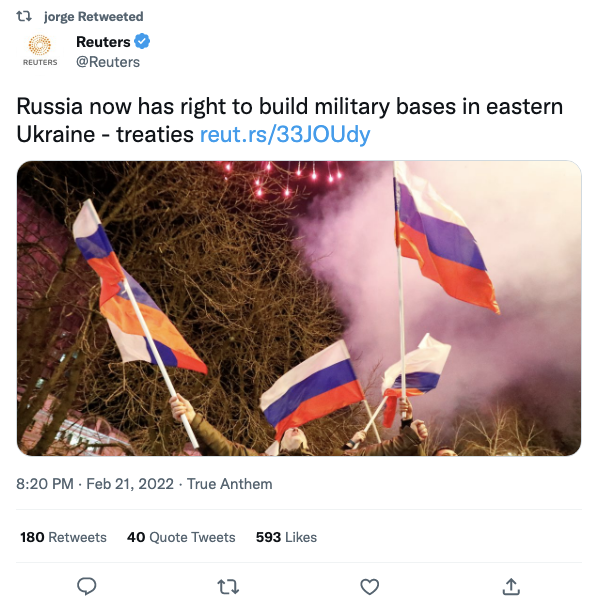 jorge Retweeted
Reuters
REUTERS
@Reuters
Russia now has right to build military bases in eastern
Ukraine - treaties reut.rs/33JOUdy
8:20 PM · Feb 21, 2022 · True Anthem
180 Retweets 40 Quote Tweets 593 Likes